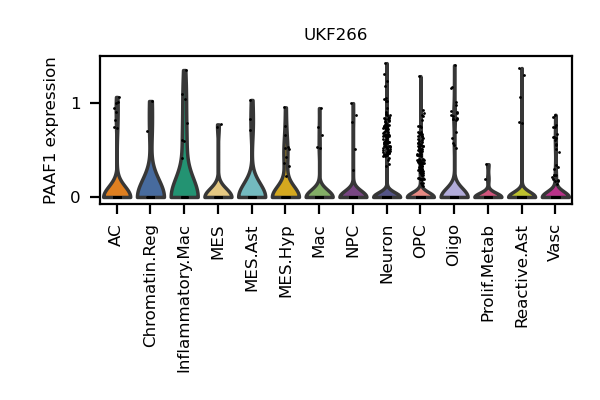 UKF266
PAAF1 expression
1
0
AC
Chromatin.Reg
Inflammatory.Mac
MES
MES.Ast
MES.Hyp
Mac
NPC
Neuron
OPC
Oligo
Prolif.Metab
Reactive.Ast
Vasc